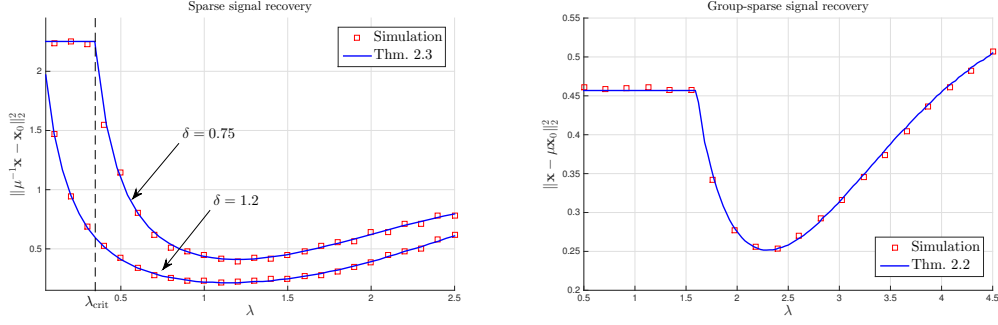 Sparse signal recovery
‖μ⁻¹x − x₀‖₂²
2
1.5
1
0.5
Simulation
Thm. 2.3
δ = 0.75
δ = 1.2
λcrit
0.5
1
1.5
2
2.5
λ
Group-sparse signal recovery
‖x − μx₀‖₂²
0.55
0.5
0.45
0.4
0.35
0.3
0.25
0.2
Simulation
Thm. 2.2
0.5
1
1.5
2
2.5
3
3.5
4
4.5
λ